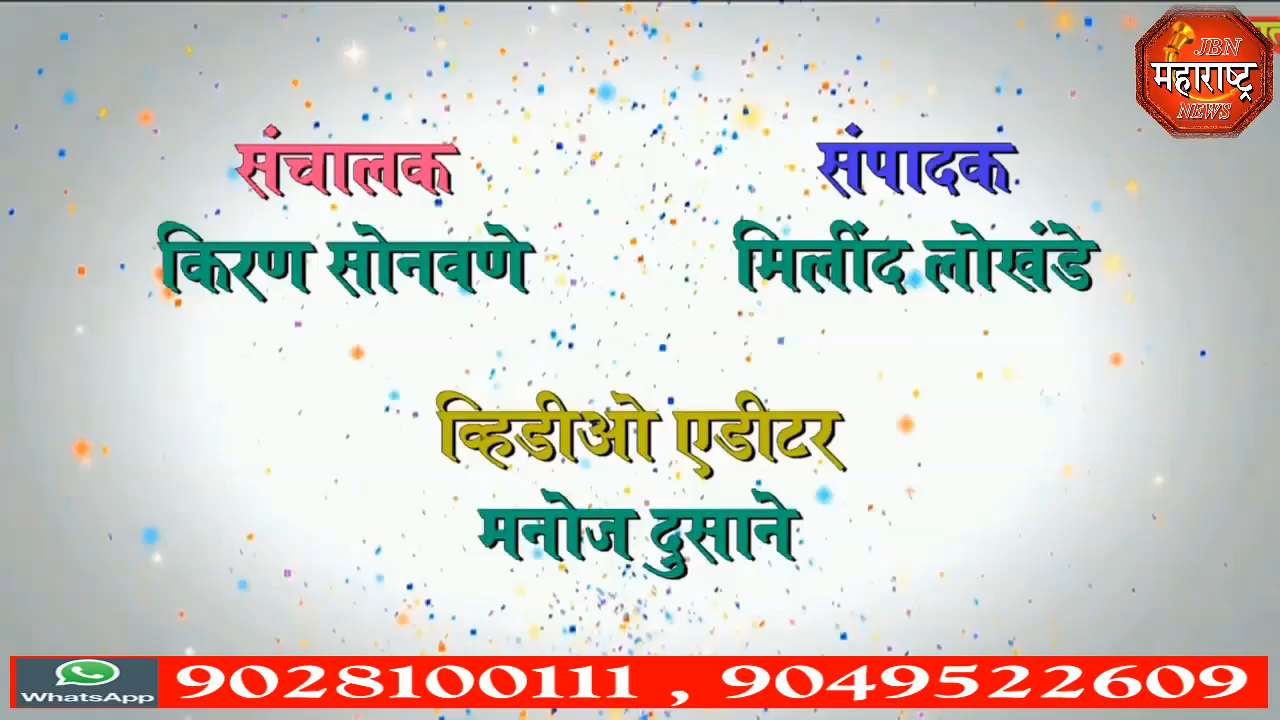 JBN
महाराष्ट्र
NEWS
संचालक
संपादक
किरण सोनवणे
मिलींद लोखंडे
व्हिडीओ एडीटर
मनोज दुसाने
WhatsApp
9028100111 , 9049522609